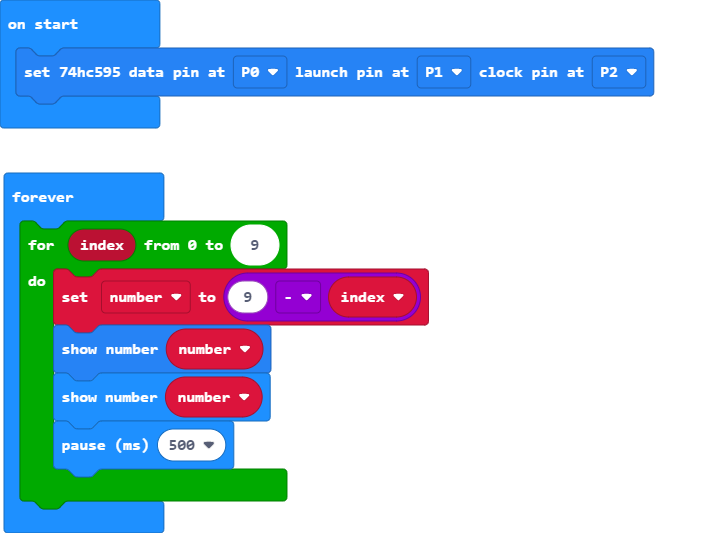 on start
set 74hc595 data pin at P0 launch pin at P1 clock pin at P2
forever
for index from 0 to 9
do
set number to 9 - index
show number number
show number number
pause (ms) 500